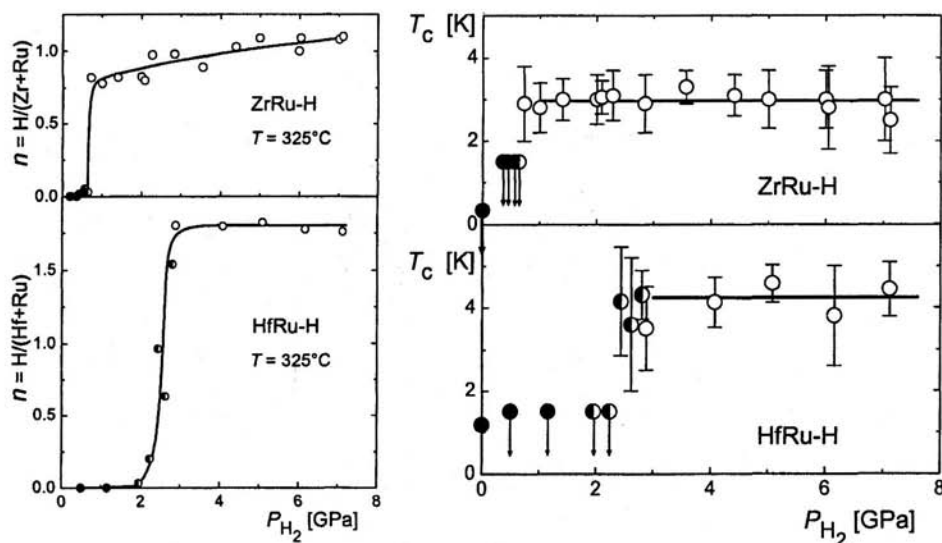 n = H/(Zr+Ru)
1.0
0.5
0.0
ZrRu-H
T = 325°C
n = H/(Hf+Ru)
1.5
1.0
0.5
0.0
HfRu-H
T = 325°C
0 2 4 6 8
P_H₂ [GPa]
T_c [K]
4
2
0
ZrRu-H
T_c [K]
4
2
0
HfRu-H
0 2 4 6 8
P_H₂ [GPa]